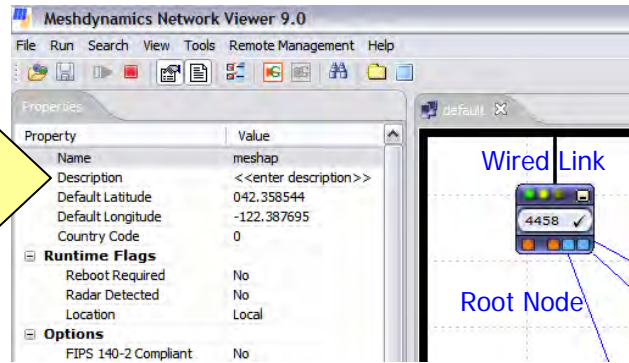 Meshdynamics Network Viewer 9.0
File Run Search View Tools Remote Management Help
Properties
default
Property Value
Name meshap
Description <<enter description>>
Default Latitude 042.358544
Default Longitude -122.387695
Country Code 0
Runtime Flags
Reboot Required No
Radar Detected No
Location Local
Options
FIPS 140-2 Compliant No
Wired Link
4458
Root Node